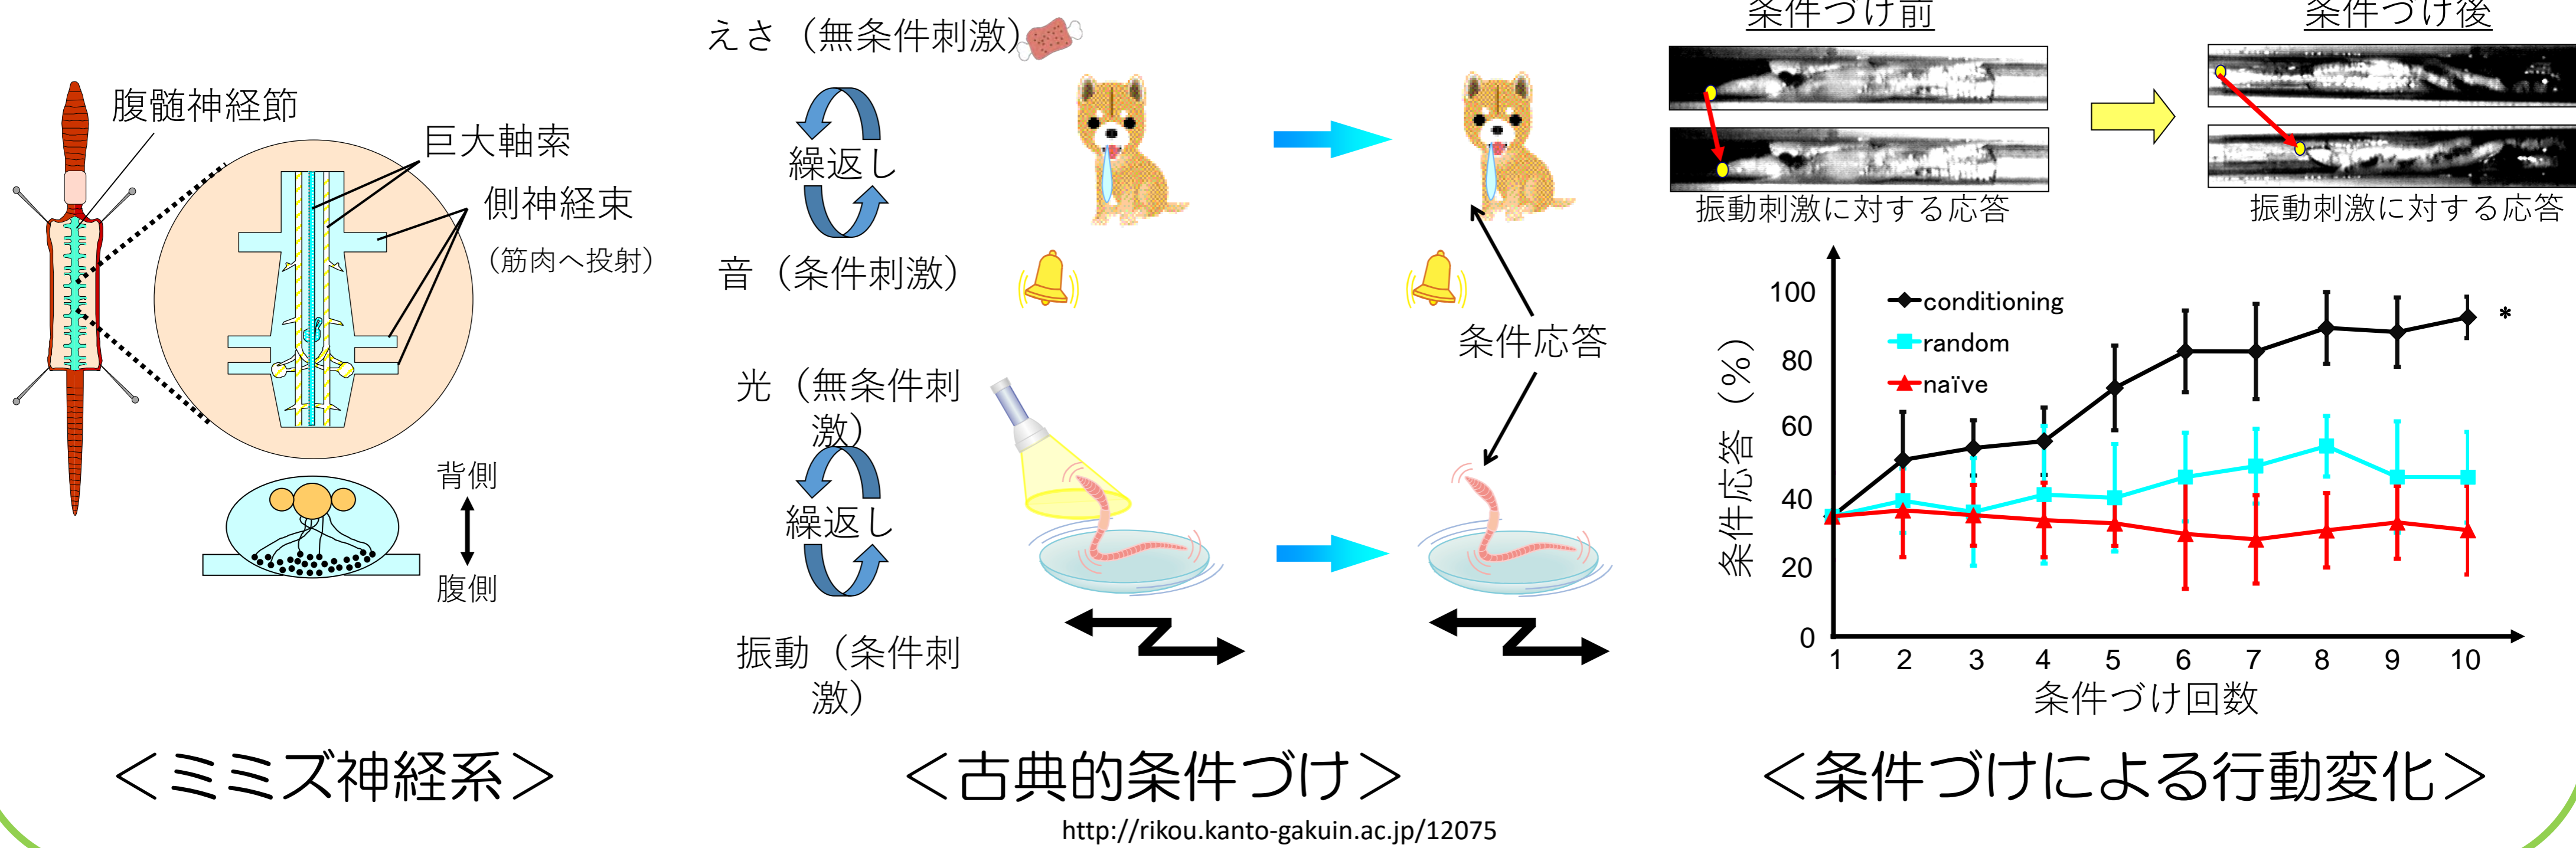 腹髄神経節
巨大軸索
側神経束
（筋肉へ投射）
背側
腹側
＜ミミズ神経系＞
えさ（無条件刺激）
繰返し
音（条件刺激）
条件応答
光（無条件刺
激）
繰返し
振動（条件刺
激）
＜古典的条件づけ＞
http://rikou.kanto-gakuin.ac.jp/12075
条件づけ前
条件づけ後
振動刺激に対する応答
振動刺激に対する応答
条件応答（%）
100
80
60
40
20
0
conditioning
random
naïve
*
1 2 3 4 5 6 7 8 9 10
条件づけ回数
＜条件づけによる行動変化＞